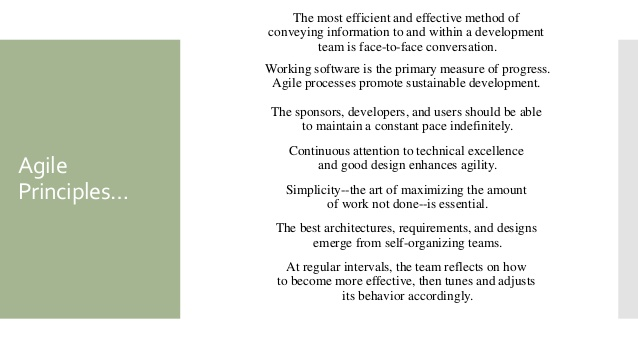 Agile
Principles...
The most efficient and effective method of
conveying information to and within a development
team is face-to-face conversation.
Working software is the primary measure of progress.
Agile processes promote sustainable development.
The sponsors, developers, and users should be able
to maintain a constant pace indefinitely.
Continuous attention to technical excellence
and good design enhances agility.
Simplicity--the art of maximizing the amount
of work not done--is essential.
The best architectures, requirements, and designs
emerge from self-organizing teams.
At regular intervals, the team reflects on how
to become more effective, then tunes and adjusts
its behavior accordingly.